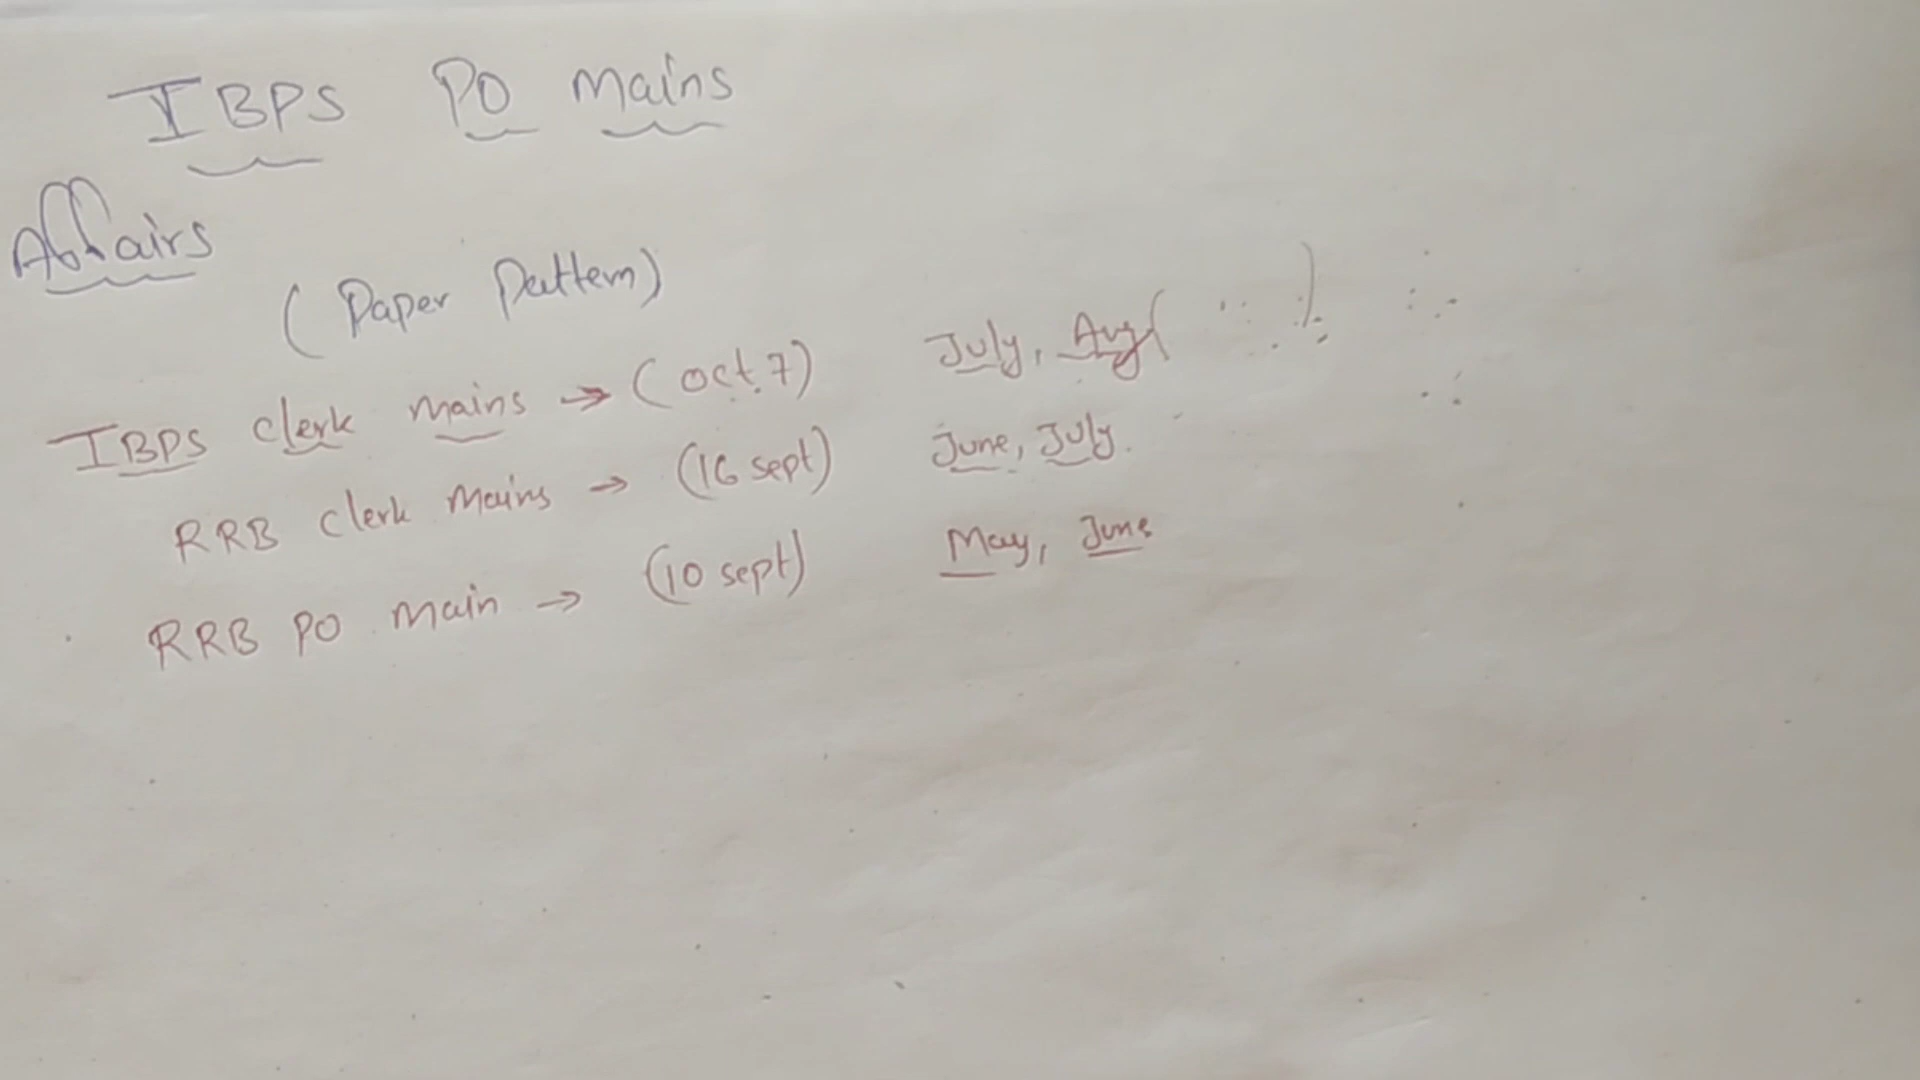 IBPS PO Mains
Affairs
(Paper Pattern)
IBPS clerk mains → (oct.7) July, Aug( )
RRB clerk mains → (16 sept) June, July.
RRB PO main → (10 sept) May, June